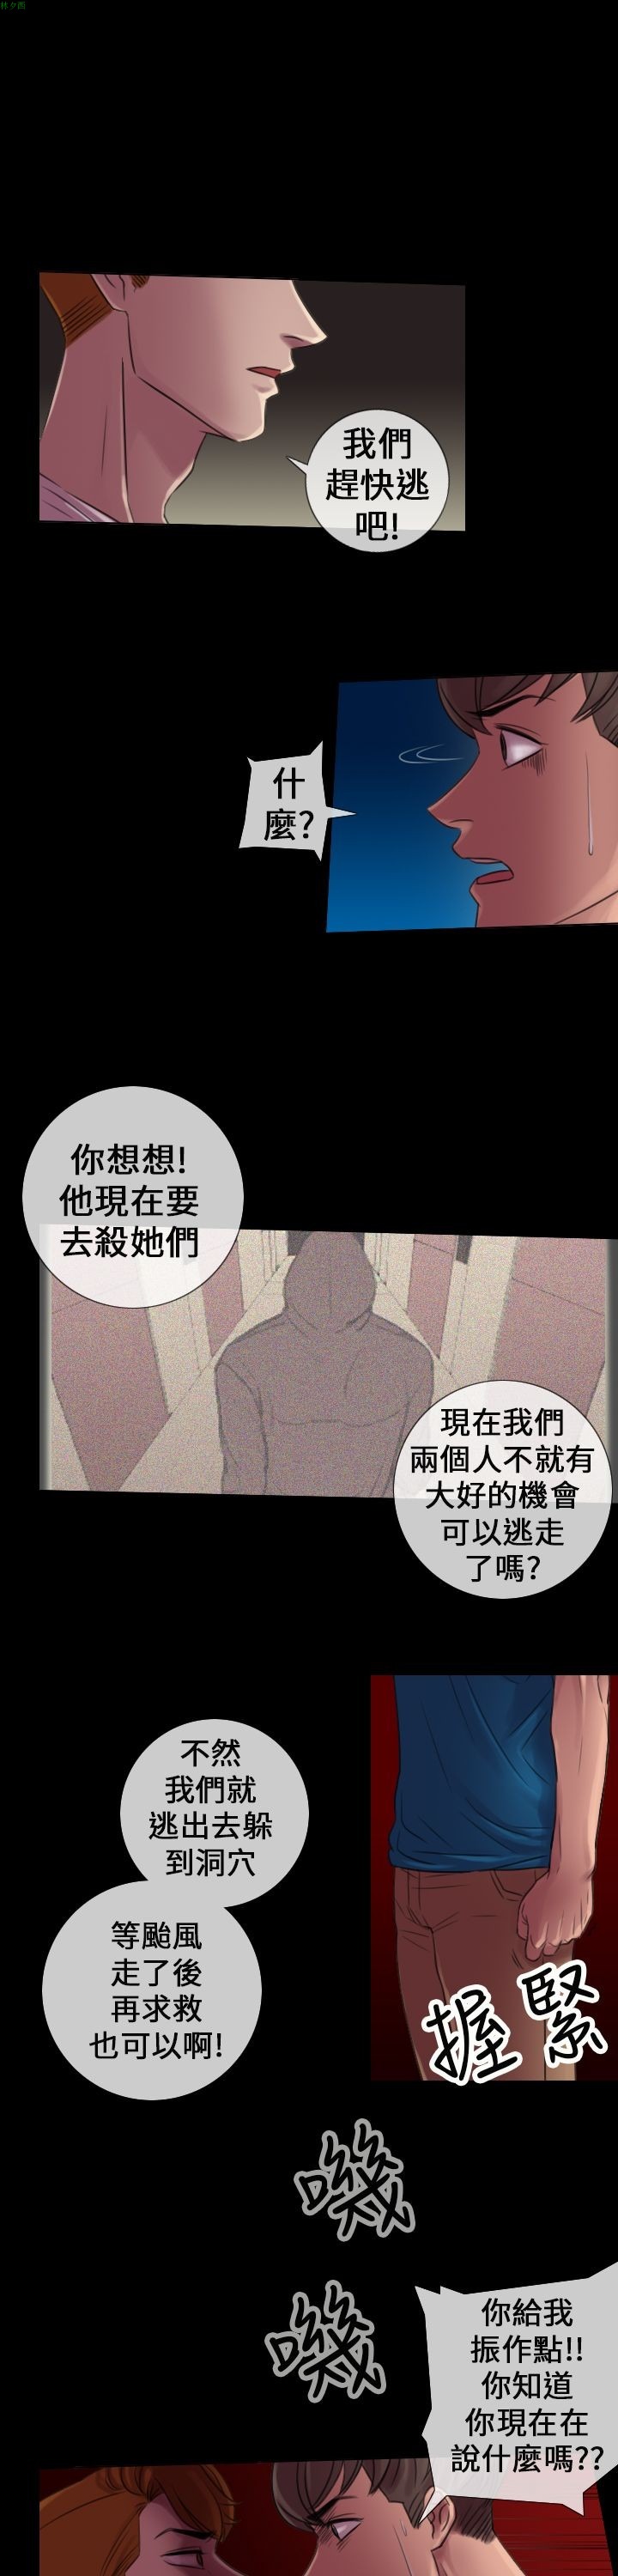 林夕西
我們
趕快逃
吧!
什
麼?
你想想!
他現在要
去殺她們
現在我們
兩個人不就有
大好的機會
可以逃走
了嗎?
不然
我們就
逃出去躲
到洞穴
等颱風
走了後
再求救
也可以啊!
握緊
嘰
嘰
你給我
振作點!!
你知道
你現在在
說什麼嗎??